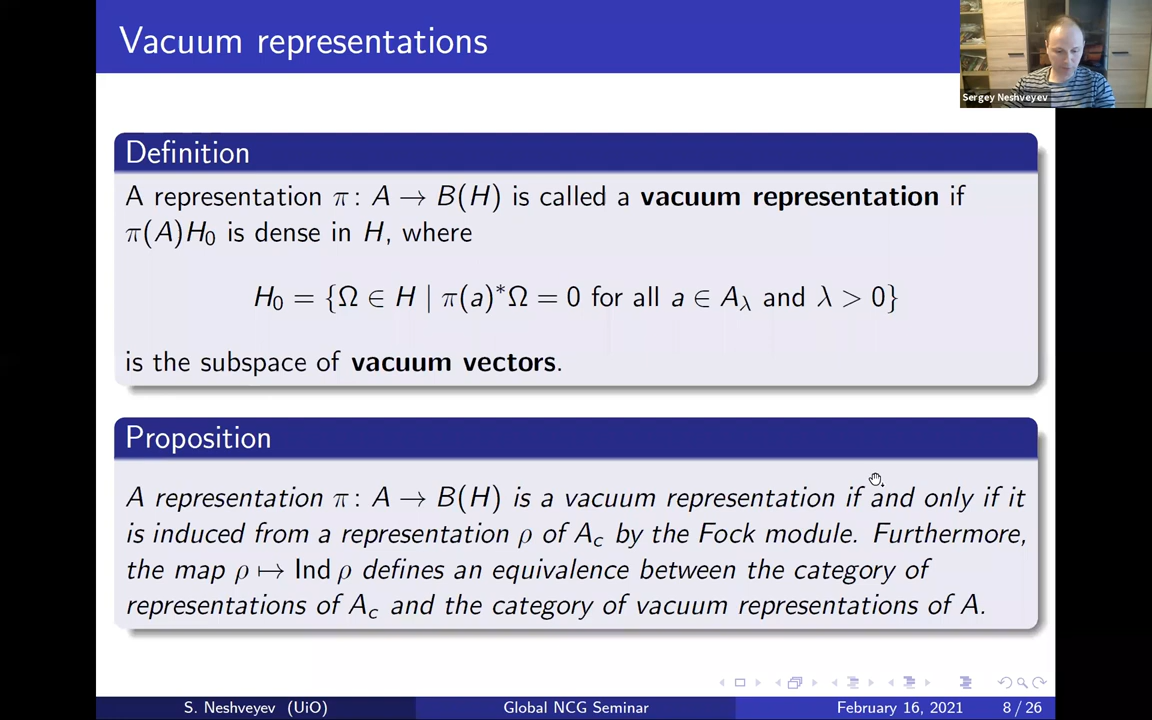 Vacuum representations
Sergey Neshveyev
Definition
A representation π: A → B(H) is called a vacuum representation if
π(A)H₀ is dense in H, where
H₀ = {Ω ∈ H | π(a)*Ω = 0 for all a ∈ A_λ and λ > 0}
is the subspace of vacuum vectors.
Proposition
A representation π: A → B(H) is a vacuum representation if and only if it
is induced from a representation ρ of A_c by the Fock module. Furthermore,
the map ρ ↦ Ind ρ defines an equivalence between the category of
representations of A_c and the category of vacuum representations of A.
S. Neshveyev (UiO)
Global NCG Seminar
February 16, 2021
8 / 26